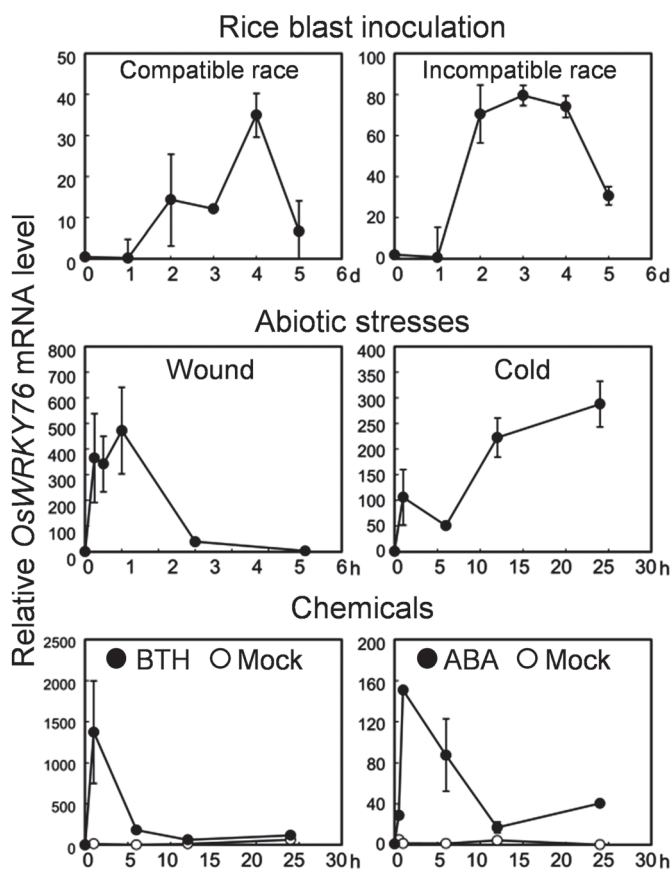 Rice blast inoculation
Compatible race
50
40
30
20
10
0
0 1 2 3 4 5 6 d
Incompatible race
100
80
60
40
20
0
0 1 2 3 4 5 6 d
Relative OsWRKY76 mRNA level
Abiotic stresses
Wound
800
700
600
500
400
300
200
100
0
0 1 2 3 4 5 6 h
Cold
400
350
300
250
200
150
100
50
0
0 5 10 15 20 25 30 h
Chemicals
BTH Mock
2500
2000
1500
1000
500
0
0 5 10 15 20 25 30 h
ABA Mock
200
160
120
80
40
0
0 5 10 15 20 25 30 h